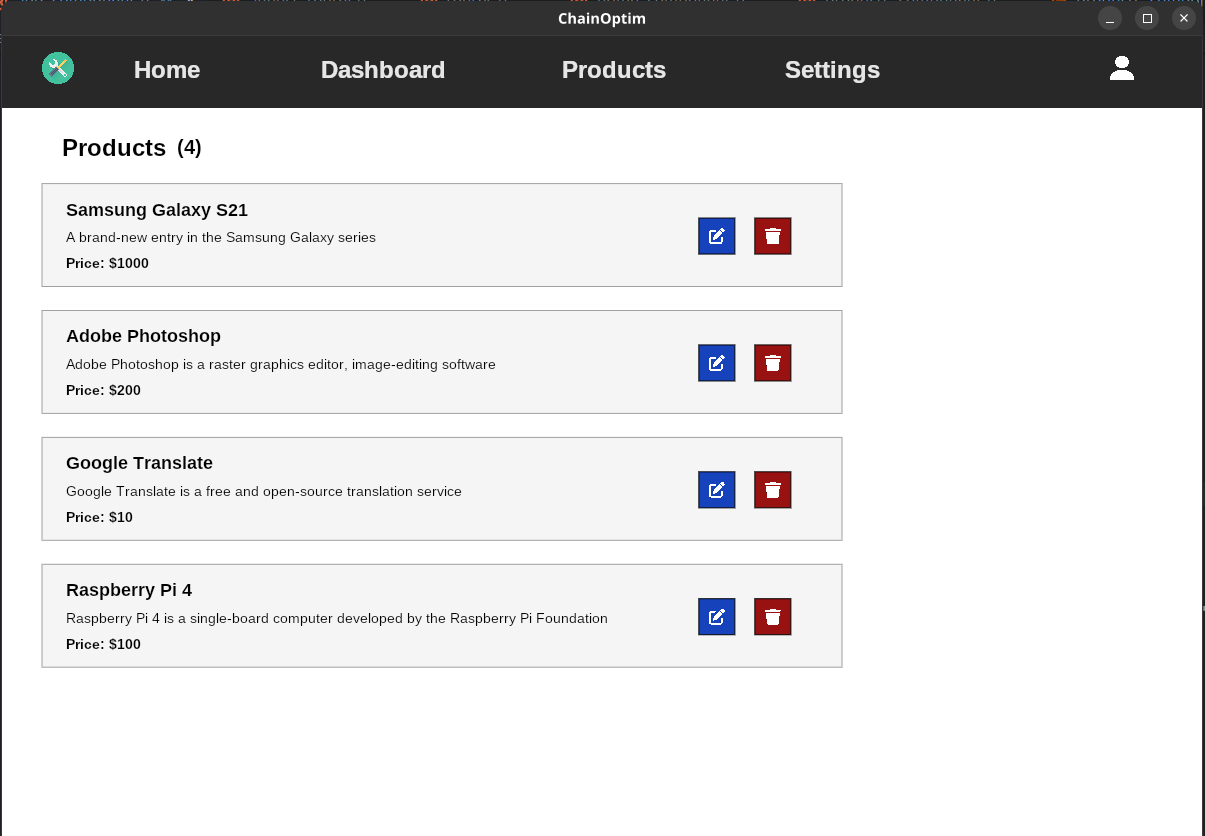 ChainOptim
Home Dashboard Products Settings
Products (4)
Samsung Galaxy S21
A brand-new entry in the Samsung Galaxy series
Price: $1000
Adobe Photoshop
Adobe Photoshop is a raster graphics editor, image-editing software
Price: $200
Google Translate
Google Translate is a free and open-source translation service
Price: $10
Raspberry Pi 4
Raspberry Pi 4 is a single-board computer developed by the Raspberry Pi Foundation
Price: $100